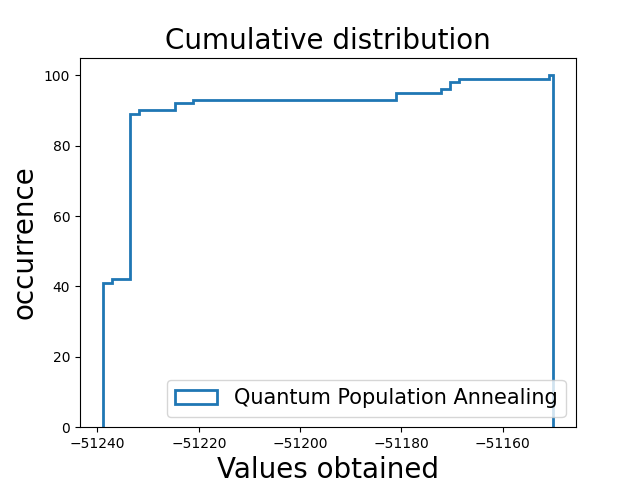 Cumulative distribution
occurrence
100
80
60
40
20
0
−51240
−51220
−51200
−51180
−51160
Values obtained
Quantum Population Annealing